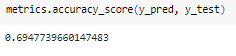 metrics.accuracy_score(y_pred, y_test)
0.6947739660147483